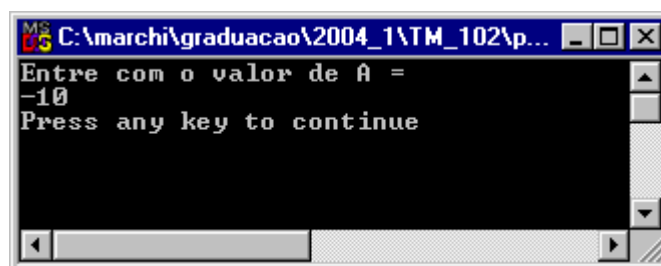 C:\marchi\graduacao\2004_1\TM_102\p...
Entre com o valor de A =
-10
Press any key to continue